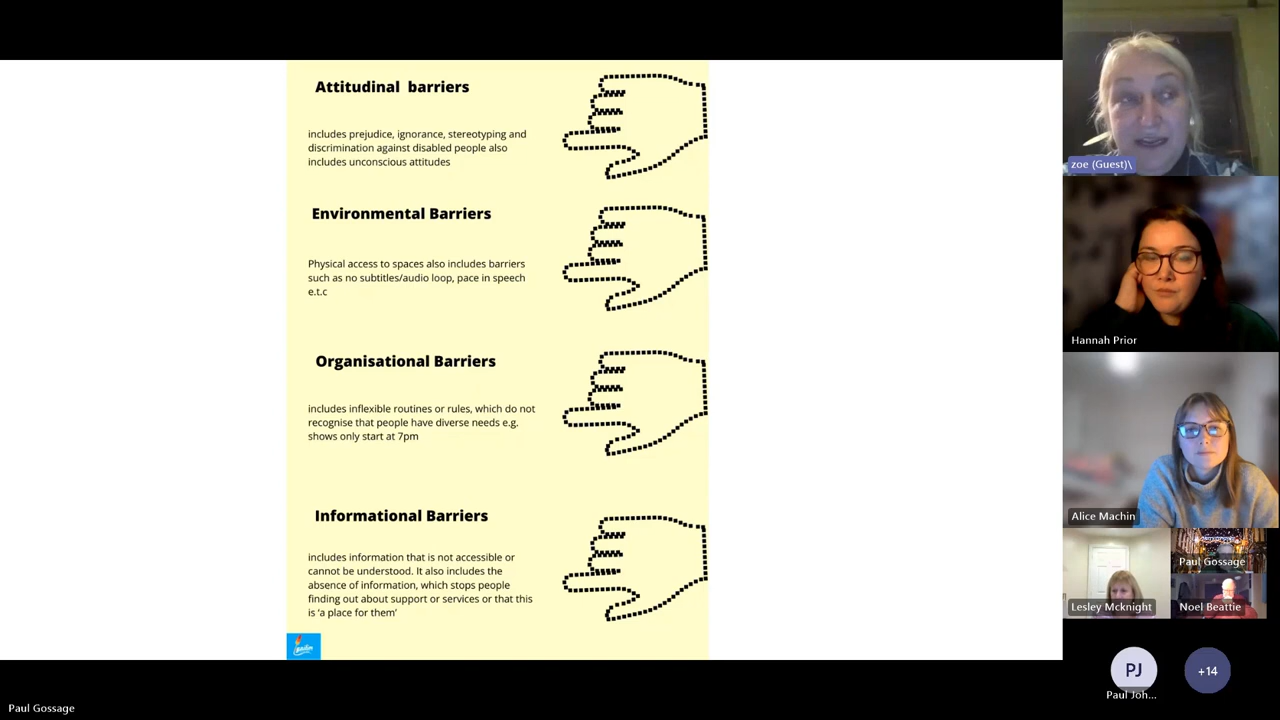 Attitudinal  barriers
includes prejudice, ignorance, stereotyping and
discrimination against disabled people also
includes unconscious attitudes
Environmental Barriers
Physical access to spaces also includes barriers
such as no subtitles/audio loop, pace in speech
e.t.c
Organisational Barriers
includes inflexible routines or rules, which do not
recognise that people have diverse needs e.g.
shows only start at 7pm
Informational Barriers
includes information that is not accessible or
cannot be understood. It also includes the
absence of information, which stops people
finding out about support or services or that this
is ‘a place for them’
zoe (Guest)\
Hannah Prior
Alice Machin
Paul Gossage
Lesley Mcknight
Noel Beattie
PJ
+14
Paul Joh...
Paul Gossage